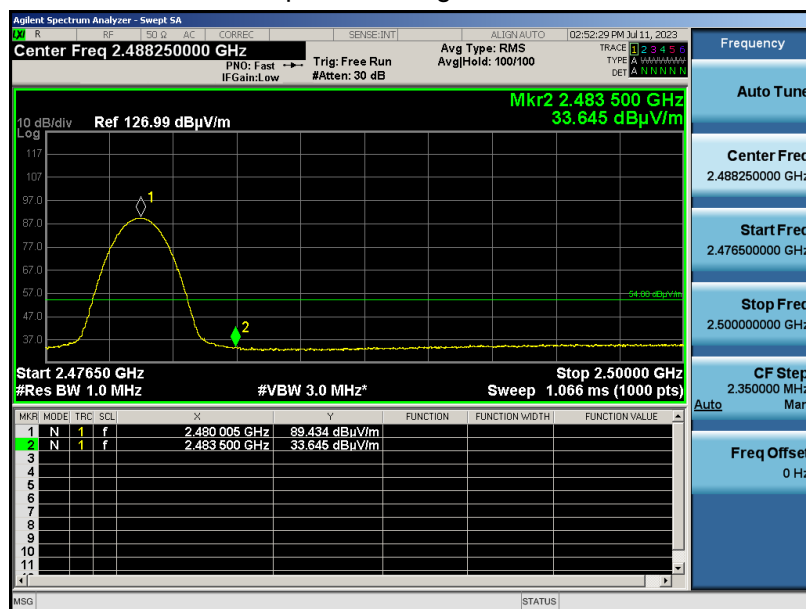 Agilent Spectrum Analyzer - Swept SA
LXI R RF 50 Ω AC CORREC SENSE:INT ALIGN AUTO 02:52:29 PM Jul 11, 2023
Center Freq 2.488250000 GHz
PNO: Fast
IFGain:Low
Trig: Free Run
#Atten: 30 dB
Avg Type: RMS
Avg|Hold: 100/100
TRACE 1 2 3 4 5 6
TYPE A WWWWW
DET A N N N N N
Mkr2 2.483 500 GHz
33.645 dBµV/m
10 dB/div Ref 126.99 dBµV/m
Log
117
107
97.0
87.0
77.0
67.0
57.0
47.0
37.0
1
2
54.00 dBµV/m
Start 2.47650 GHz Stop 2.50000 GHz
#Res BW 1.0 MHz #VBW 3.0 MHz* Sweep 1.066 ms (1000 pts)
MKR MODE TRC SCL X Y FUNCTION FUNCTION WIDTH FUNCTION VALUE
1 N 1 f 2.480 005 GHz 89.434 dBµV/m
2 N 1 f 2.483 500 GHz 33.645 dBµV/m
3
4
5
6
7
8
9
10
11
MSG STATUS
Frequency
Auto Tune
Center Freq
2.488250000 GHz
Start Freq
2.476500000 GHz
Stop Freq
2.500000000 GHz
CF Step
2.350000 MHz
Auto Man
Freq Offset
0 Hz